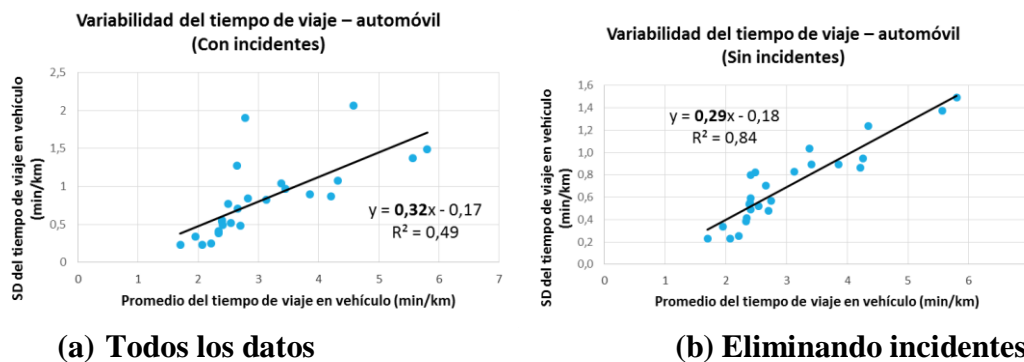 Variabilidad del tiempo de viaje – automóvil
(Con incidentes)
SD del tiempo de viaje en vehículo
(min/km)
2,5
2
1,5
1
0,5
0
y = 0,32x - 0,17
R² = 0,49
0 1 2 3 4 5 6 7
Promedio del tiempo de viaje en vehículo (min/km)
(a) Todos los datos
Variabilidad del tiempo de viaje – automóvil
(Sin incidentes)
SD del tiempo de viaje en vehículo
(min/km)
1,6
1,4
1,2
1,0
0,8
0,6
0,4
0,2
0,0
y = 0,29x - 0,18
R² = 0,84
0 1 2 3 4 5 6
Promedio del tiempo de viaje en vehículo (min/km)
(b) Eliminando incidentes